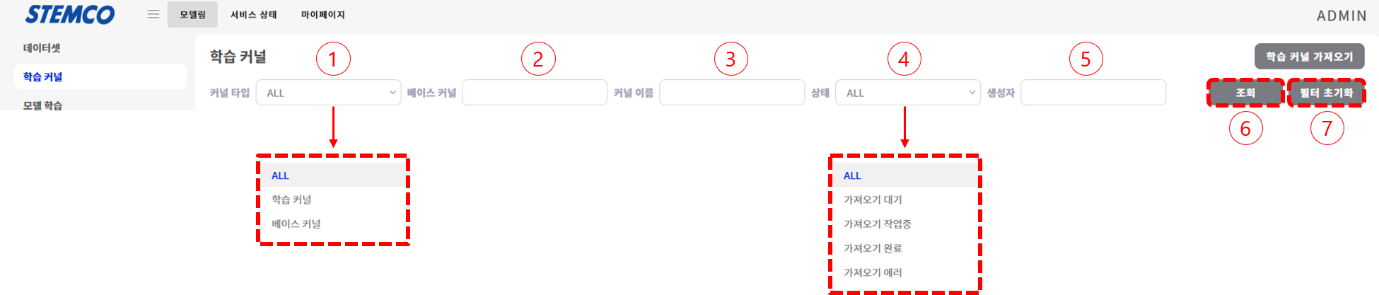 STEMCO 모델링 서비스 상태 마이페이지 ADMIN
데이터셋
학습 커널
모델 학습
학습 커널 1 2 3 4 5 학습 커널 가져오기
커널 타입 ALL 베이스 커널 커널 이름 상태 ALL 생성자 조회 필터 초기화
6 7
ALL
학습 커널
베이스 커널
ALL
가져오기 대기
가져오기 작업중
가져오기 완료
가져오기 에러